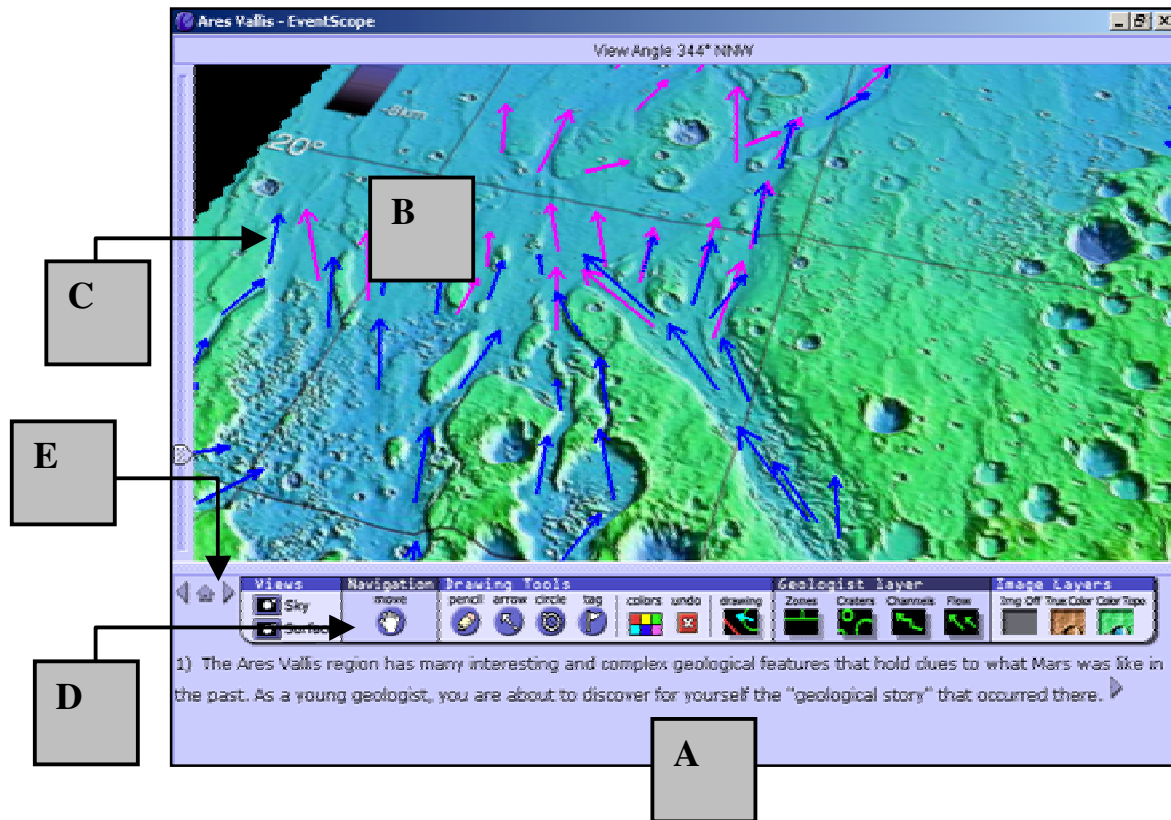 Ares Vallis - EventScope
View Angle 344° NNW
20°
B
C
E
Views
Navigation
Drawing Tools
Geologist layer
Image Layers
Sky
Surface
move
pencil
arrow
circle
tag
colors
undo
drawing
Zones
Craters
Channels
Flow
Img Off
True Color
Color Topo
D
1) The Ares Vallis region has many interesting and complex geological features that hold clues to what Mars was like in
the past. As a young geologist, you are about to discover for yourself the "geological story" that occurred there.
A